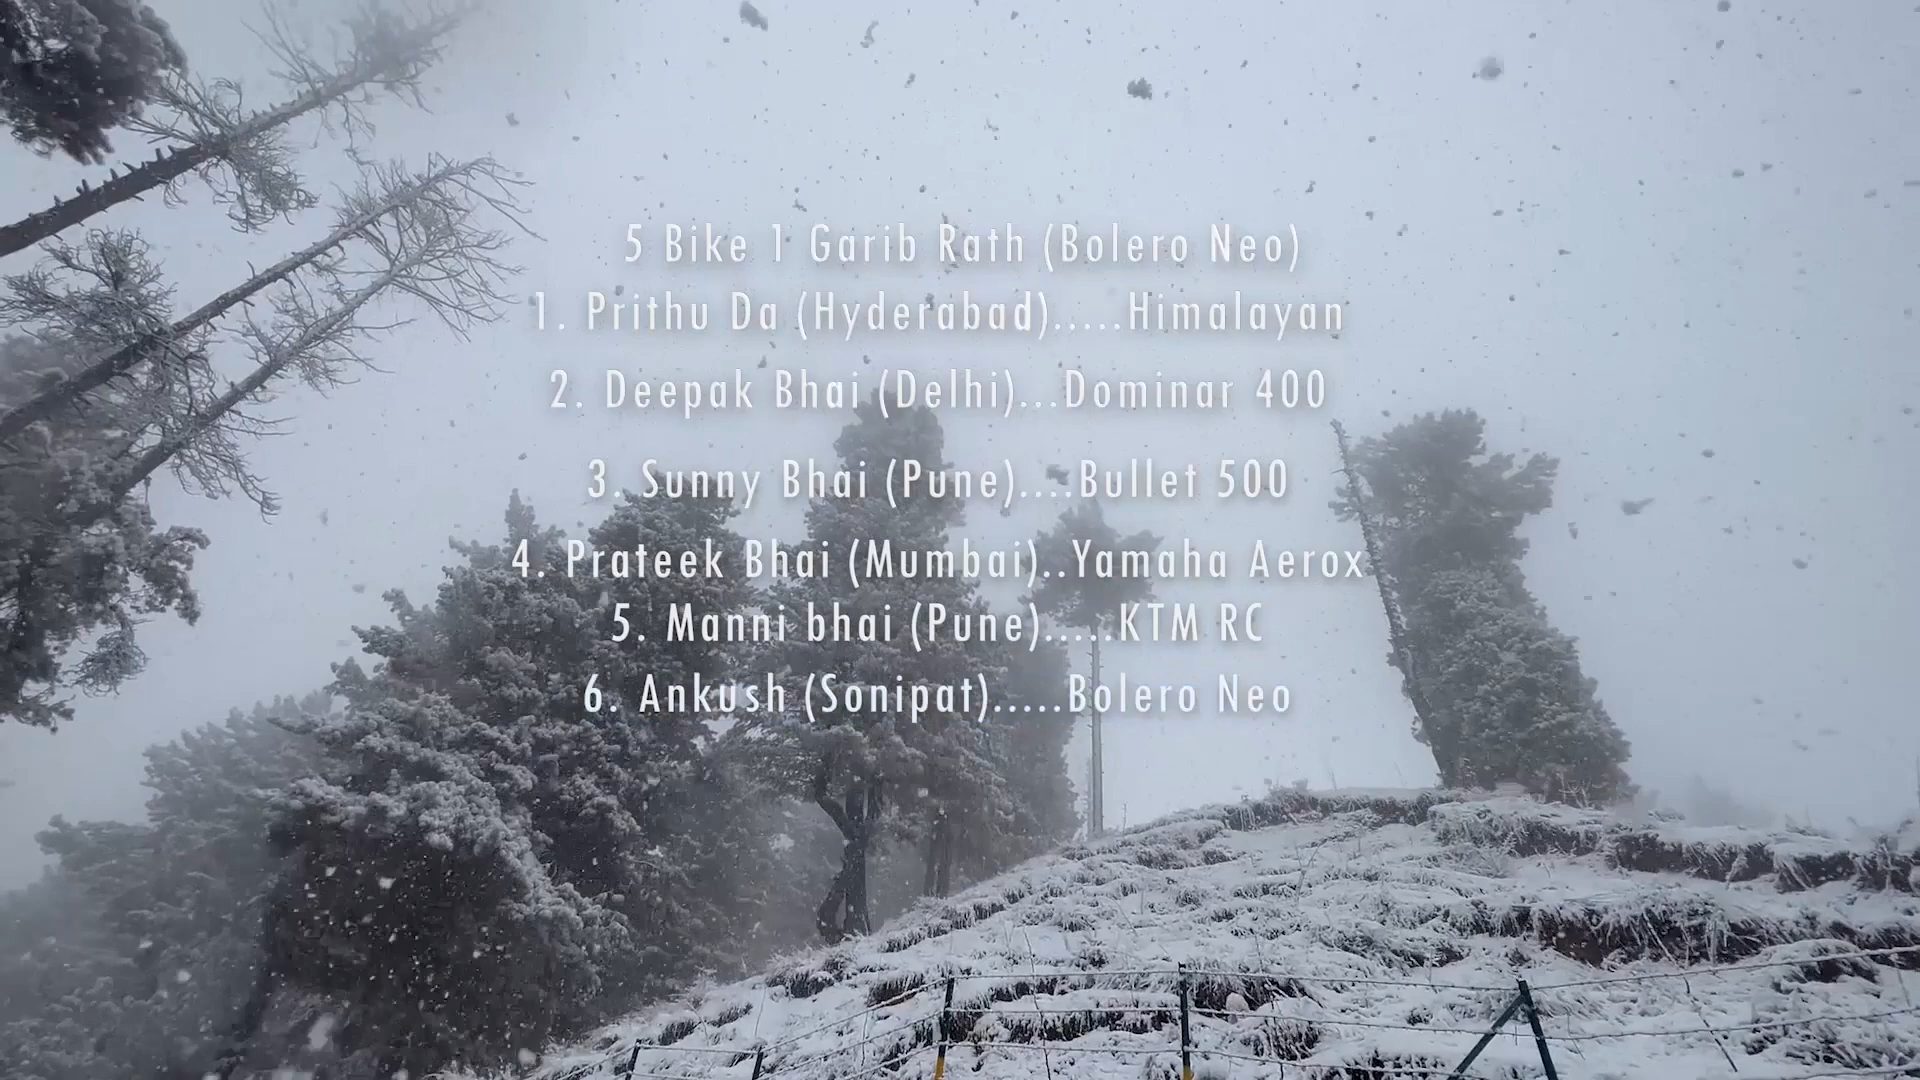 5 Bike 1 Garib Rath (Bolero Neo)
1. Prithu Da (Hyderabad).....Himalayan
2. Deepak Bhai (Delhi)...Dominar 400
3. Sunny Bhai (Pune)....Bullet 500
4. Prateek Bhai (Mumbai)..Yamaha Aerox
5. Manni bhai (Pune).....KTM RC
6. Ankush (Sonipat).....Bolero Neo